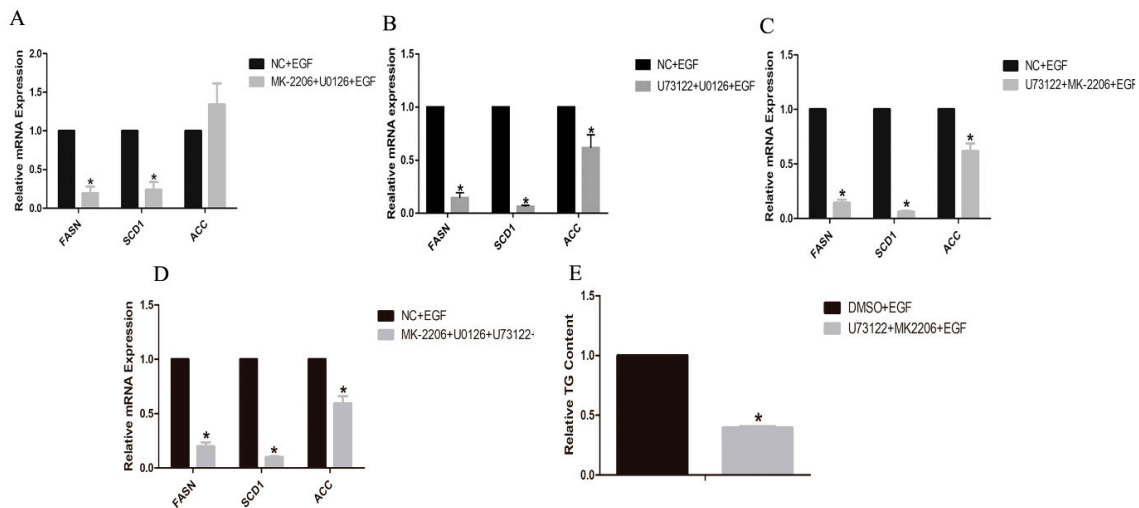 A
Relative mRNA Expression
2.0
1.5
1.0
0.5
0.0
FASN
SCD1
ACC
NC+EGF
MK-2206+U0126+EGF
B
Relative mRNA expression
1.5
1.0
0.5
0.0
FASN
SCD1
ACC
NC+EGF
U73122+U0126+EGF
C
Relative mRNA Expression
1.5
1.0
0.5
0.0
FASN
SCD1
ACC
NC+EGF
U73122+MK-2206+EGF
D
Relative mRNA Expression
1.5
1.0
0.5
0.0
FASN
SCD1
ACC
NC+EGF
MK-2206+U0126+U73122+
E
Relative TG Content
1.5
1.0
0.5
0.0
DMSO+EGF
U73122+MK2206+EGF